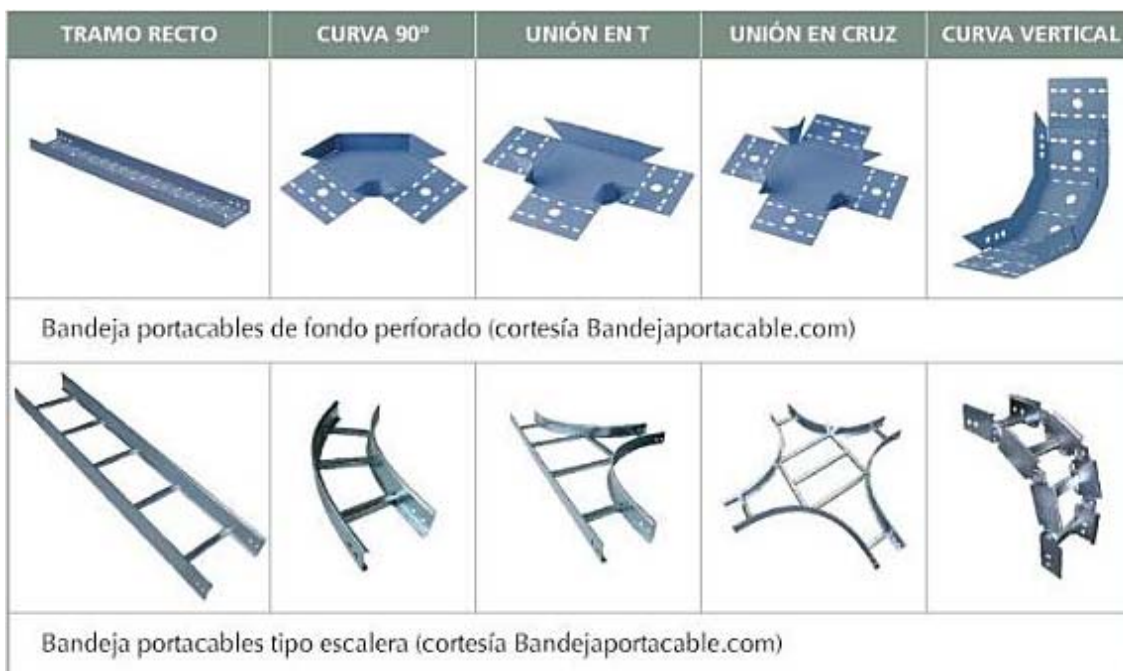 TRAMO RECTO CURVA 90º UNIÓN EN T UNIÓN EN CRUZ CURVA VERTICAL
Bandeja portacables de fondo perforado (cortesía Bandejaportacable.com)
Bandeja portacables tipo escalera (cortesía Bandejaportacable.com)